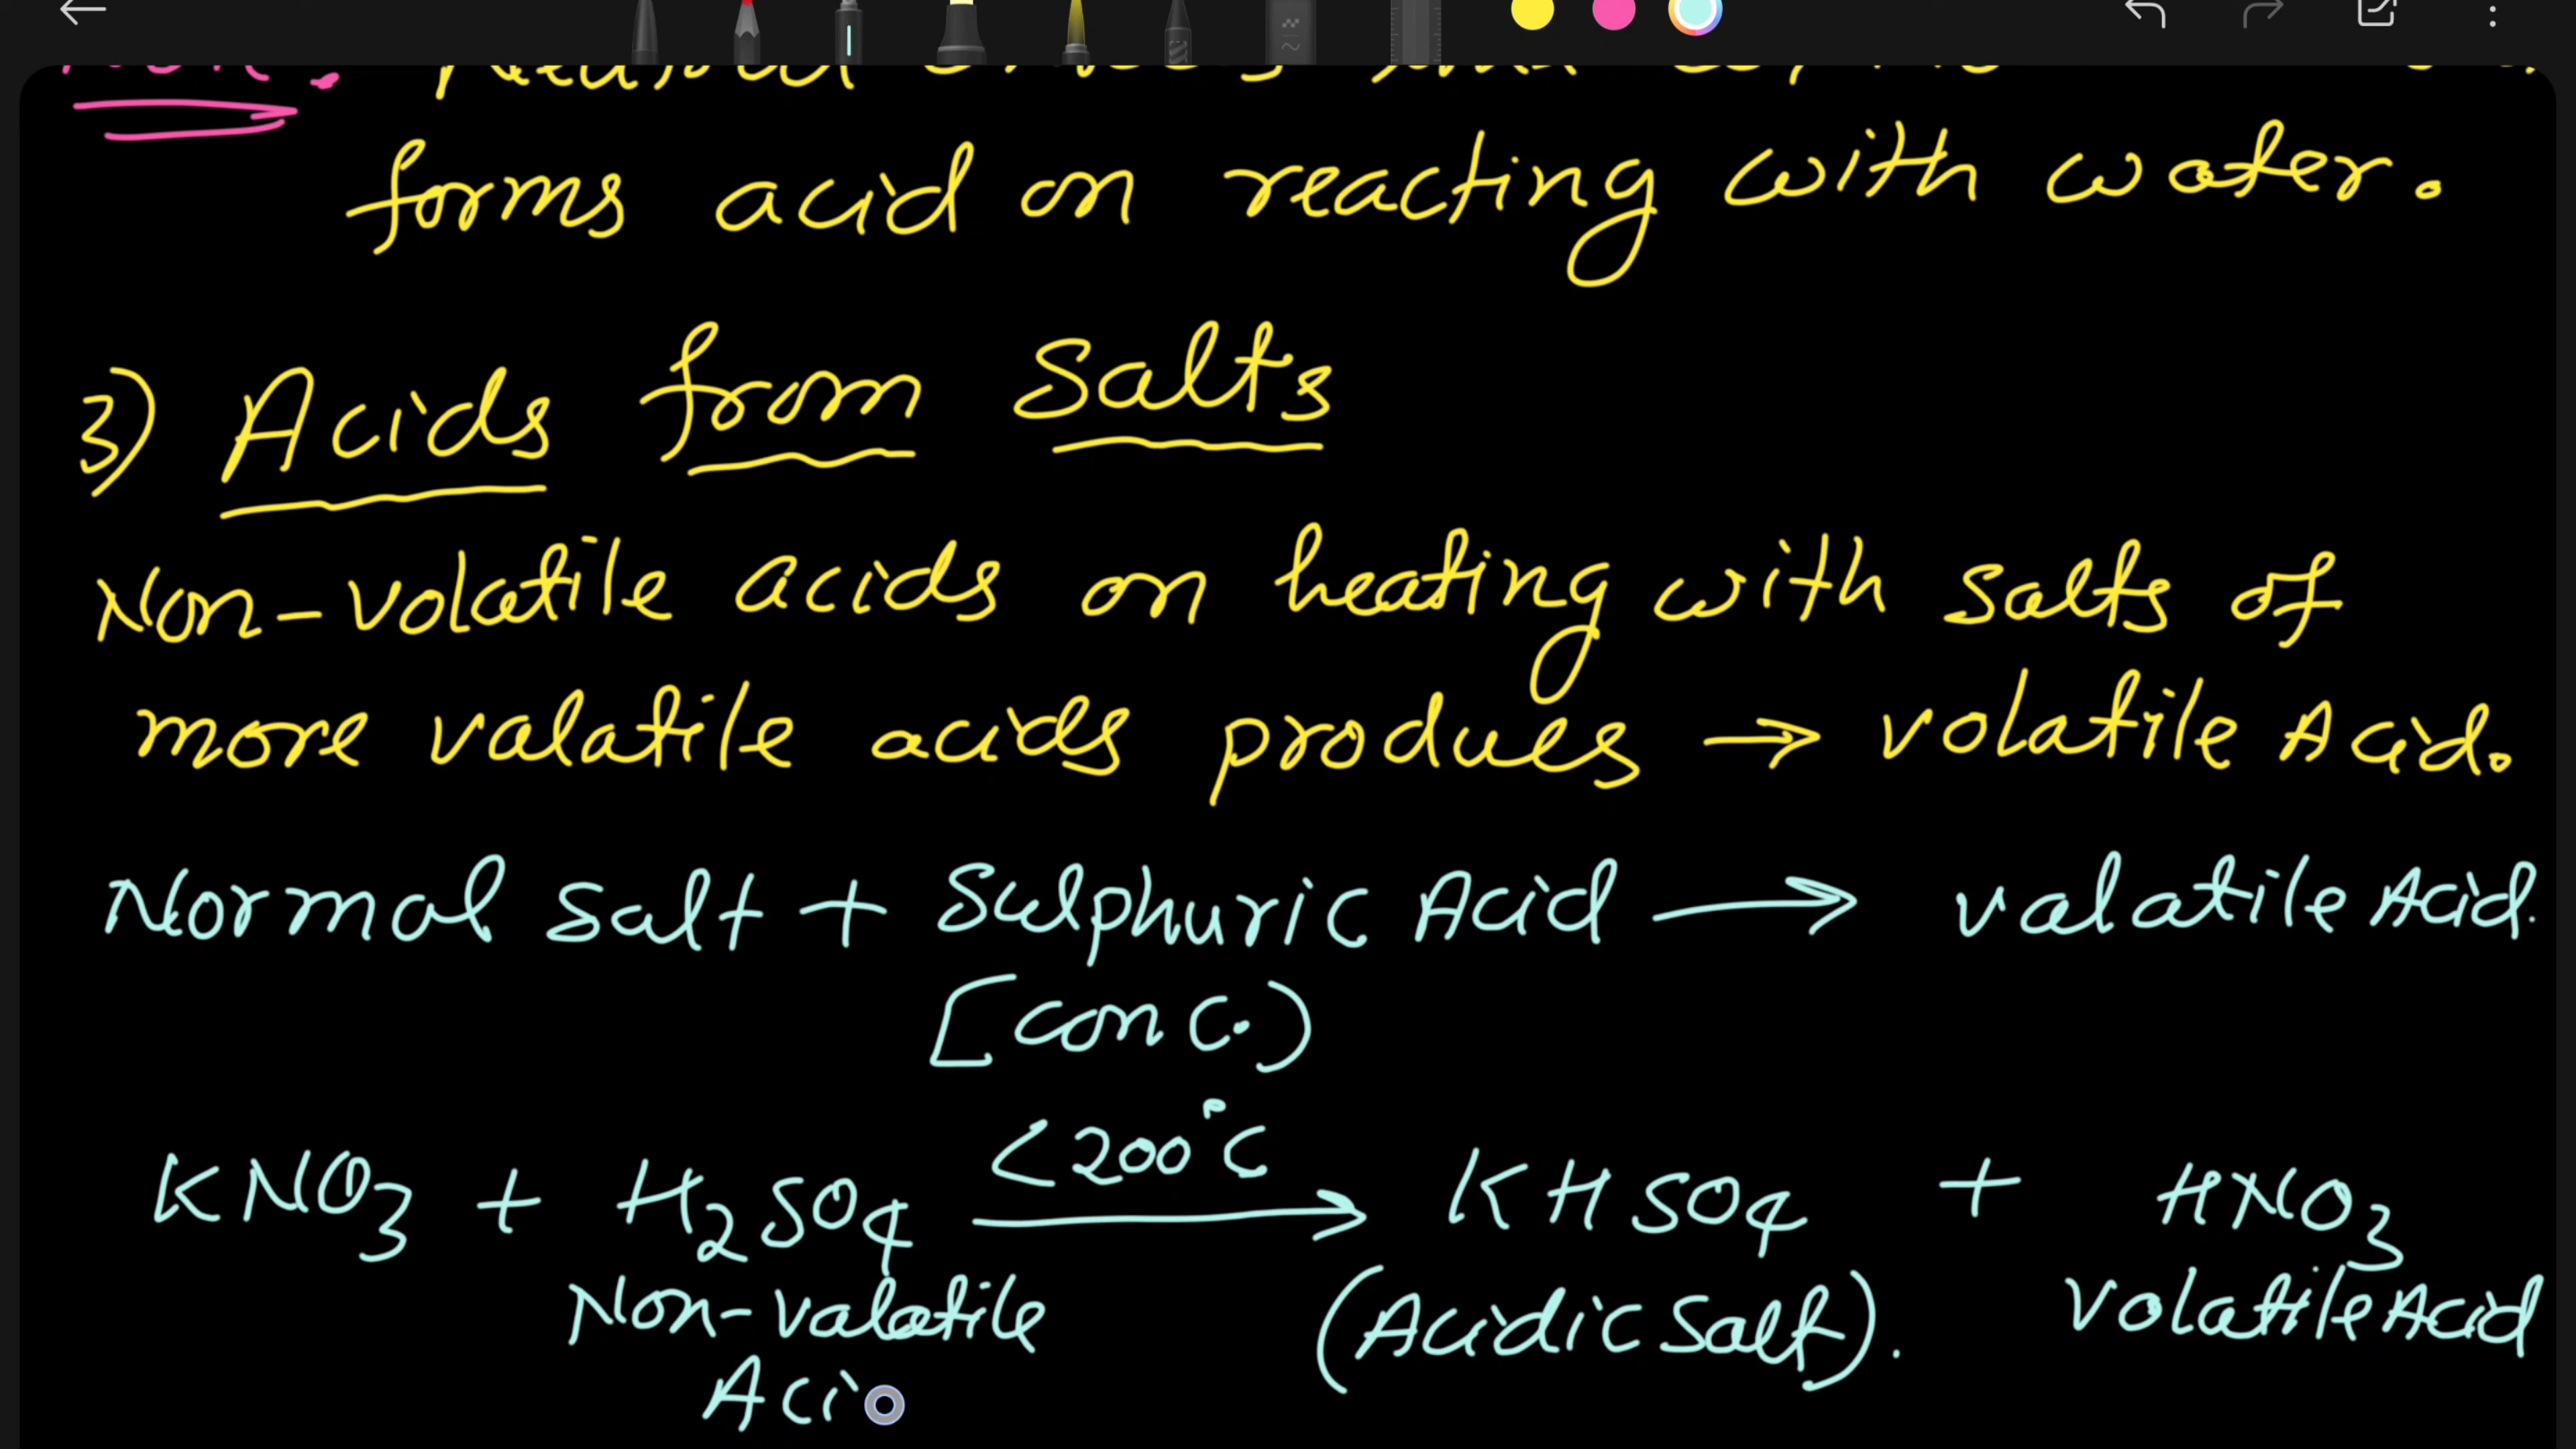 forms acid on reacting with water.
3) Acids from Salts
Non-volatile acids on heating with salts of
more valatile acids produes → volatile Acid.
Normal Salt + Sulphuric Acid → valatile Acid.
[conc.)
<200°C
KNO3 + H2SO4 → KHSO4 + HNO3
Non-valatile (Acidic Salt). volatile Acid
Aci